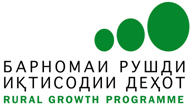 БАРНОМАИ РУШДИ
ИҚТИСОДИИ ДЕҲОТ
RURAL GROWTH PROGRAMME